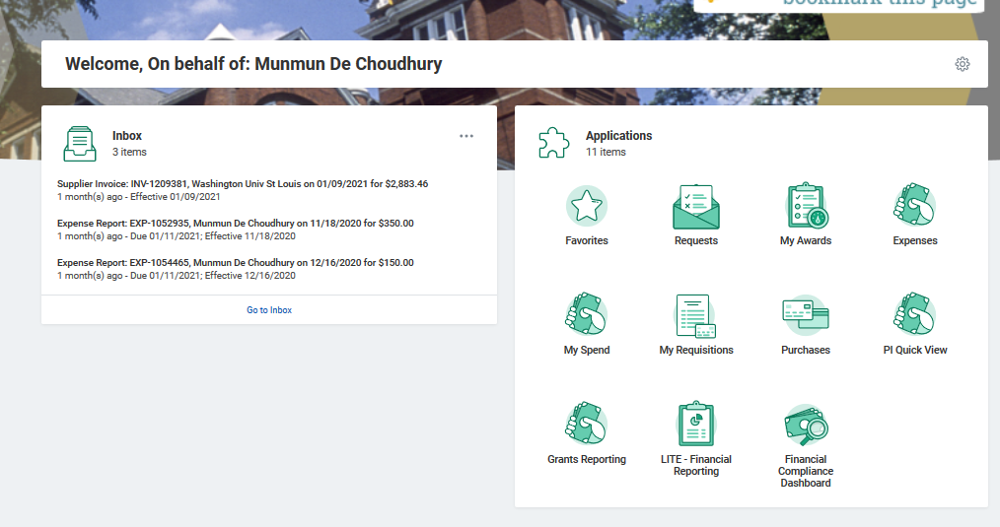 bookmark this page
Welcome, On behalf of: Munmun De Choudhury
Inbox
3 items
Supplier Invoice: INV-1209381, Washington Univ St Louis on 01/09/2021 for $2,883.46
1 month(s) ago - Effective 01/09/2021
Expense Report: EXP-1052935, Munmun De Choudhury on 11/18/2020 for $350.00
1 month(s) ago - Due 01/11/2021; Effective 11/18/2020
Expense Report: EXP-1054465, Munmun De Choudhury on 12/16/2020 for $150.00
1 month(s) ago - Due 01/11/2021; Effective 12/16/2020
Go to Inbox
Applications
11 items
Favorites
Requests
My Awards
Expenses
My Spend
My Requisitions
Purchases
PI Quick View
Grants Reporting
LITE - Financial
Reporting
Financial
Compliance
Dashboard